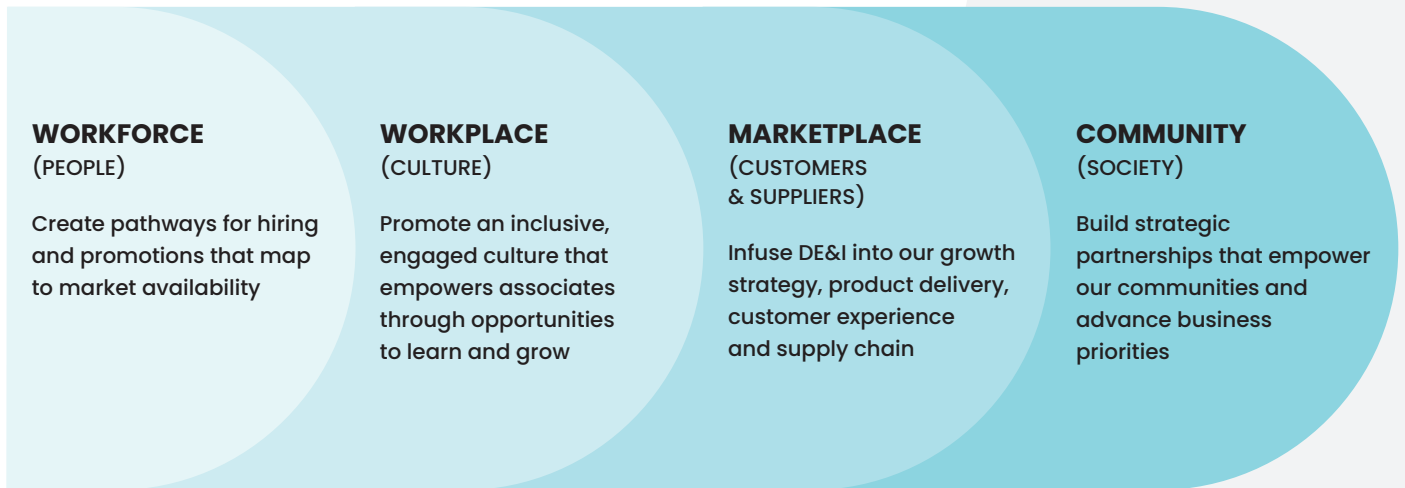 WORKFORCE
(PEOPLE)
Create pathways for hiring
and promotions that map
to market availability
WORKPLACE
(CULTURE)
Promote an inclusive,
engaged culture that
empowers associates
through opportunities
to learn and grow
MARKETPLACE
(CUSTOMERS
& SUPPLIERS)
Infuse DE&I into our growth
strategy, product delivery,
customer experience
and supply chain
COMMUNITY
(SOCIETY)
Build strategic
partnerships that empower
our communities and
advance business
priorities